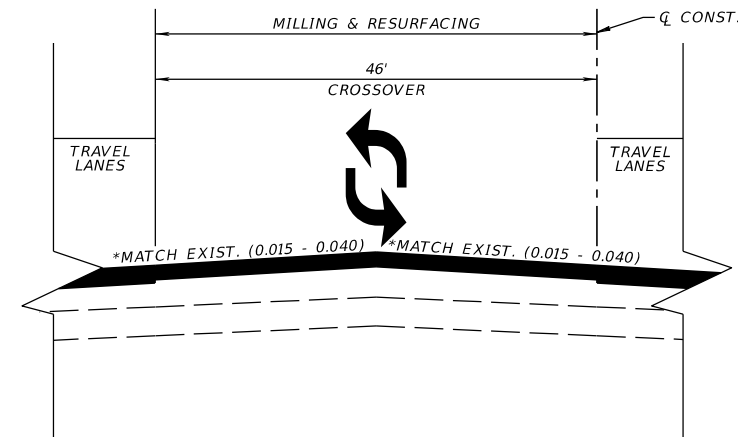 MILLING & RESURFACING
℄ CONST.
46'
CROSSOVER
TRAVEL
LANES
TRAVEL
LANES
*MATCH EXIST. (0.015 - 0.040)
*MATCH EXIST. (0.015 - 0.040)